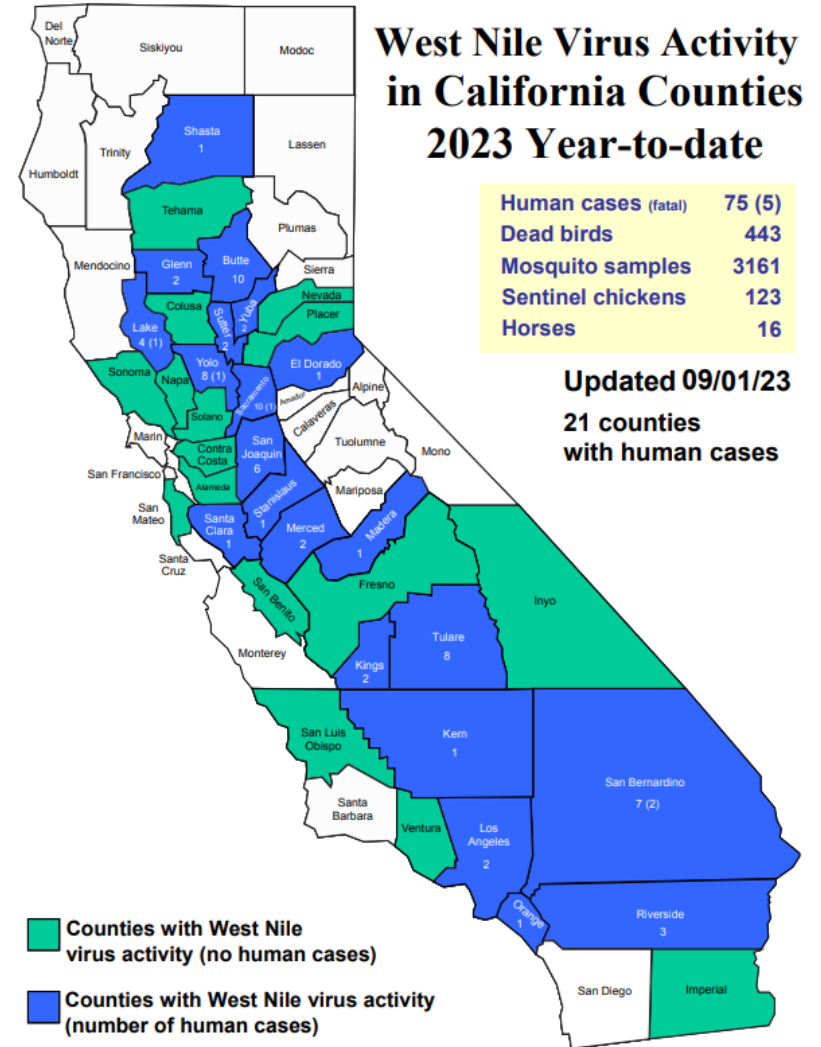 West Nile Virus Activity
in California Counties
2023 Year-to-date
Human cases (fatal) 75 (5)
Dead birds 443
Mosquito samples 3161
Sentinel chickens 123
Horses 16
Updated 09/01/23
21 counties
with human cases
Del
Norte
Siskiyou
Modoc
Shasta
1
Trinity
Lassen
Humboldt
Tehama
Plumas
Mendocino
Glenn
2
Butte
10
Sierra
Colusa
Nevada
Placer
Sutter
2
Yuba
2
Lake
4 (1)
Yolo
8 (1)
El Dorado
1
Sonoma
Napa
Sacramento
10 (1)
Alpine
Amador
Solano
Calaveras
Marin
Contra
Costa
San
Joaquin
6
Tuolumne
Mono
San Francisco
Alameda
Stanislaus
1
Mariposa
San
Mateo
Santa
Clara
1
Merced
2
Madera
1
Santa
Cruz
San Benito
Fresno
Inyo
Monterey
Kings
2
Tulare
8
San Luis
Obispo
Kern
1
San Bernardino
7 (2)
Santa
Barbara
Ventura
Los
Angeles
2
Orange
1
Riverside
3
San Diego
Imperial
Counties with West Nile
virus activity (no human cases)
Counties with West Nile virus activity
(number of human cases)